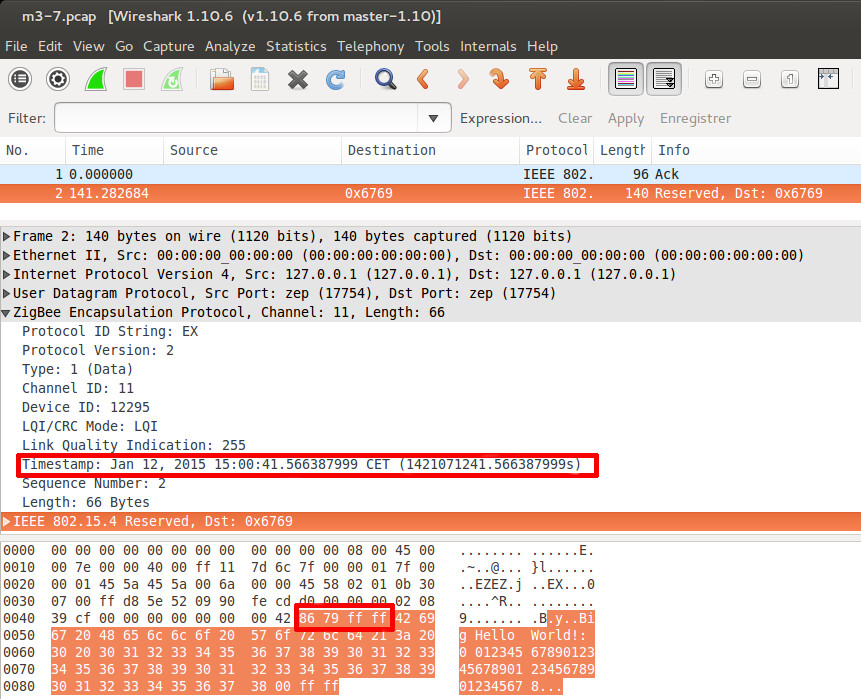 m3-7.pcap [Wireshark 1.10.6 (v1.10.6 from master-1.10)]
File Edit View Go Capture Analyze Statistics Telephony Tools Internals Help
Filter: Expression... Clear Apply Enregistrer
No. Time Source Destination Protocol Length Info
1 0.000000 IEEE 802. 96 Ack
2 141.282684 0x6769 IEEE 802. 140 Reserved, Dst: 0x6769
Frame 2: 140 bytes on wire (1120 bits), 140 bytes captured (1120 bits)
Ethernet II, Src: 00:00:00_00:00:00 (00:00:00:00:00:00), Dst: 00:00:00_00:00:00 (00:00:00:00:00:00)
Internet Protocol Version 4, Src: 127.0.0.1 (127.0.0.1), Dst: 127.0.0.1 (127.0.0.1)
User Datagram Protocol, Src Port: zep (17754), Dst Port: zep (17754)
ZigBee Encapsulation Protocol, Channel: 11, Length: 66
Protocol ID String: EX
Protocol Version: 2
Type: 1 (Data)
Channel ID: 11
Device ID: 12295
LQI/CRC Mode: LQI
Link Quality Indication: 255
Timestamp: Jan 12, 2015 15:00:41.566387999 CET (1421071241.566387999s)
Sequence Number: 2
Length: 66 Bytes
IEEE 802.15.4 Reserved, Dst: 0x6769
0000 00 00 00 00 00 00 00 00 00 00 00 00 08 00 45 00 ........ ......E.
0010 00 7e 00 00 40 00 ff 11 7d 6c 7f 00 00 01 7f 00 .~..@... }l......
0020 00 01 45 5a 45 5a 00 6a 00 00 45 58 02 01 0b 30 ..EZEZ.j ..EX...0
0030 07 00 ff d8 5e 52 09 90 fe cd d0 00 00 00 02 08 ....^R.. ........
0040 39 cf 00 00 00 00 00 00 00 42 86 79 ff ff 42 69 9....... .B.y..Bi
0050 67 20 48 65 6c 6c 6f 20 57 6f 72 6c 64 21 3a 20 g Hello World!:
0060 30 20 30 31 32 33 34 35 36 37 38 39 30 31 32 33 0 012345 67890123
0070 34 35 36 37 38 39 30 31 32 33 34 35 36 37 38 39 45678901 23456789
0080 30 31 32 33 34 35 36 37 38 00 ff ff 01234567 8...